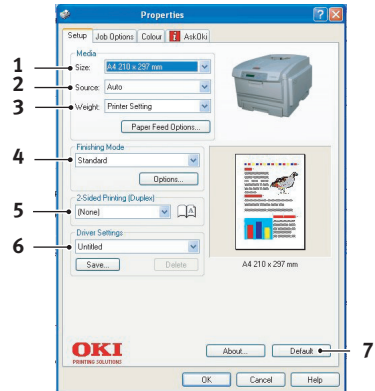 Properties
Setup Job Options Colour AskOki
Media
1 Size: A4 210 x 297 mm
2 Source: Auto
3 Weight: Printer Setting
Paper Feed Options...
4 Finishing Mode
Standard
Options...
5 2-Sided Printing (Duplex)
(None)
6 Driver Settings
Untitled
Save... Delete
A4 210 x 297 mm
OKI
PRINTING SOLUTIONS
About... Default 7
OK Cancel Help